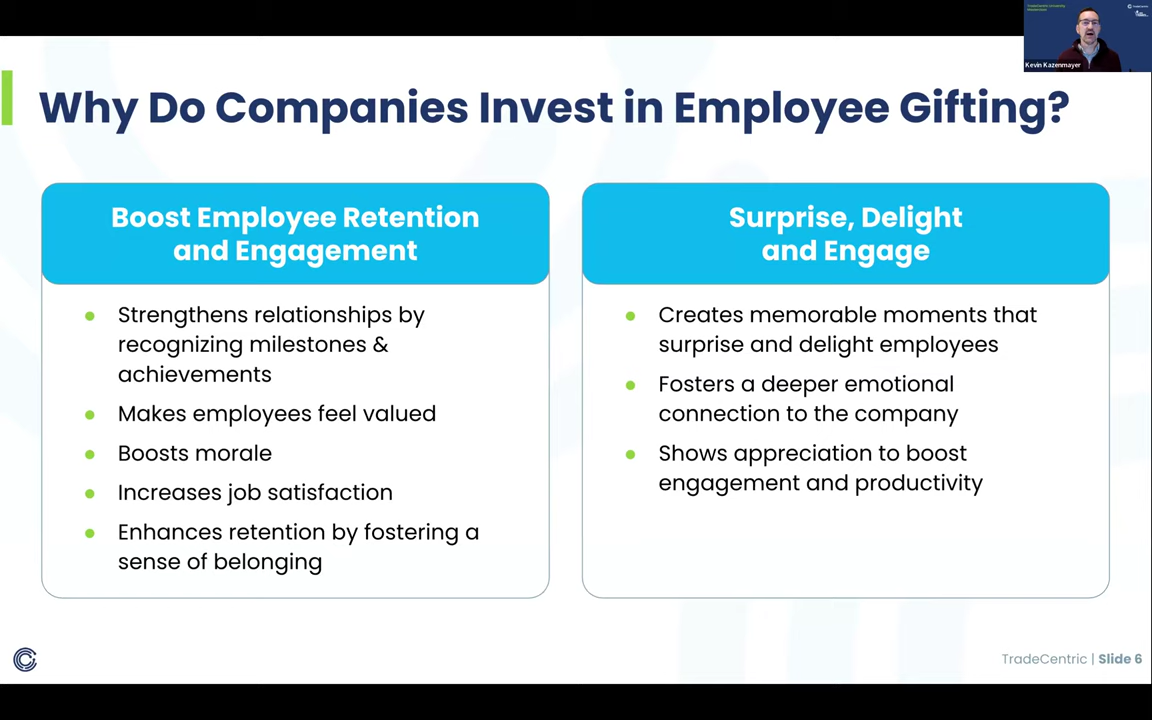 Kevin Kazenmayer
Why Do Companies Invest in Employee Gifting?
Boost Employee Retention
and Engagement
Strengthens relationships by
recognizing milestones &
achievements
Makes employees feel valued
Boosts morale
Increases job satisfaction
Enhances retention by fostering a
sense of belonging
Surprise, Delight
and Engage
Creates memorable moments that
surprise and delight employees
Fosters a deeper emotional
connection to the company
Shows appreciation to boost
engagement and productivity
TradeCentric | Slide 6